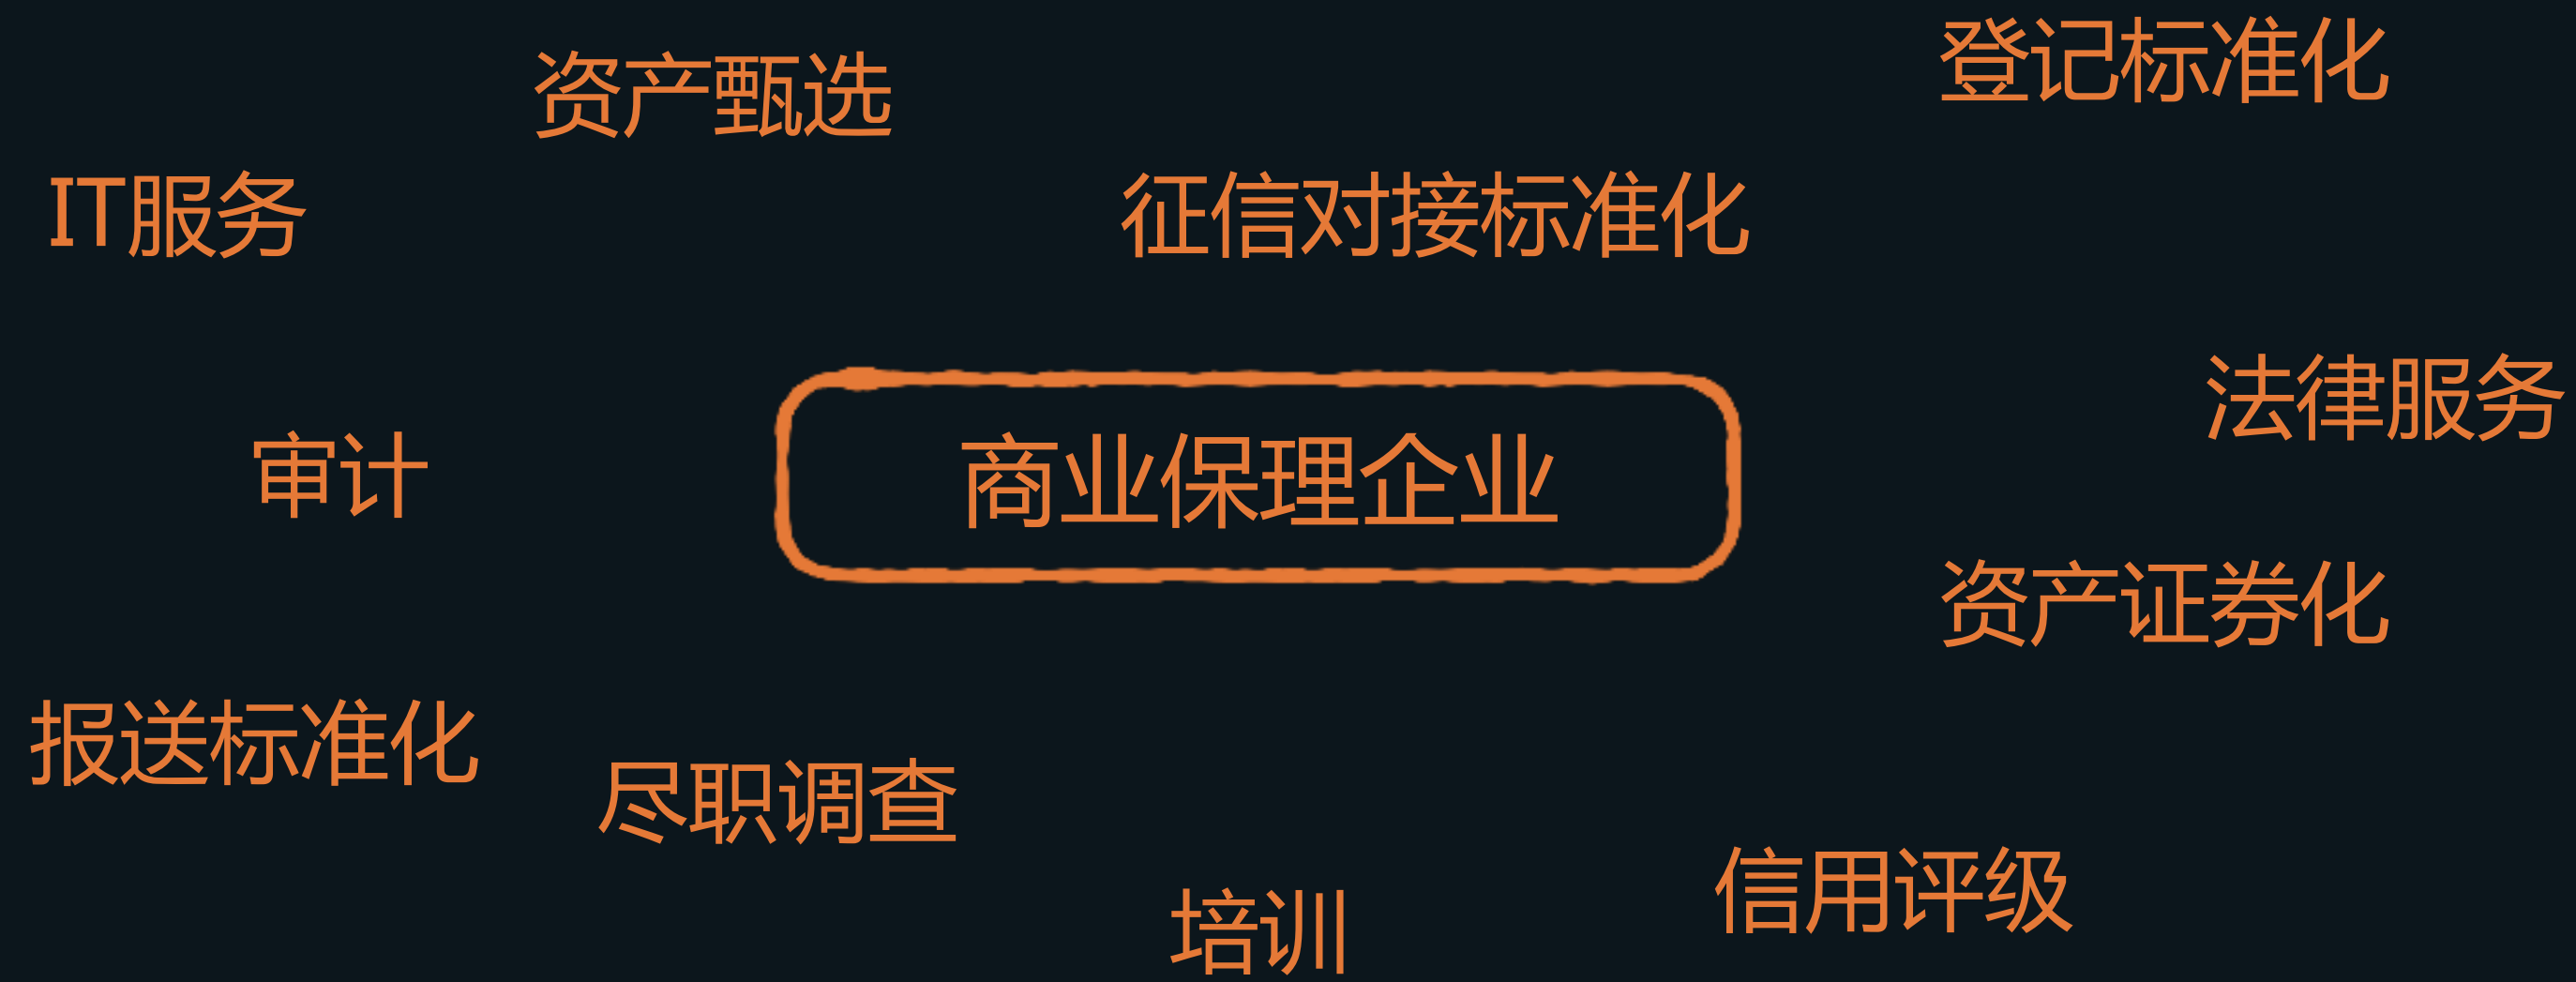 登记标准化
资产甄选
IT服务
征信对接标准化
法律服务
审计
商业保理企业
资产证券化
报送标准化
尽职调查
信用评级
培训